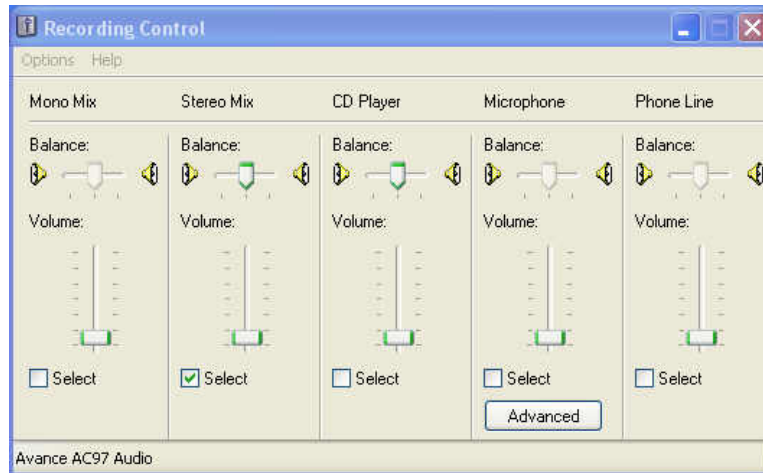 Recording Control
Options Help
Mono Mix Stereo Mix CD Player Microphone Phone Line
Balance: Balance: Balance: Balance: Balance:
Volume: Volume: Volume: Volume: Volume:
Select Select Select Select Select
Advanced
Avance AC97 Audio